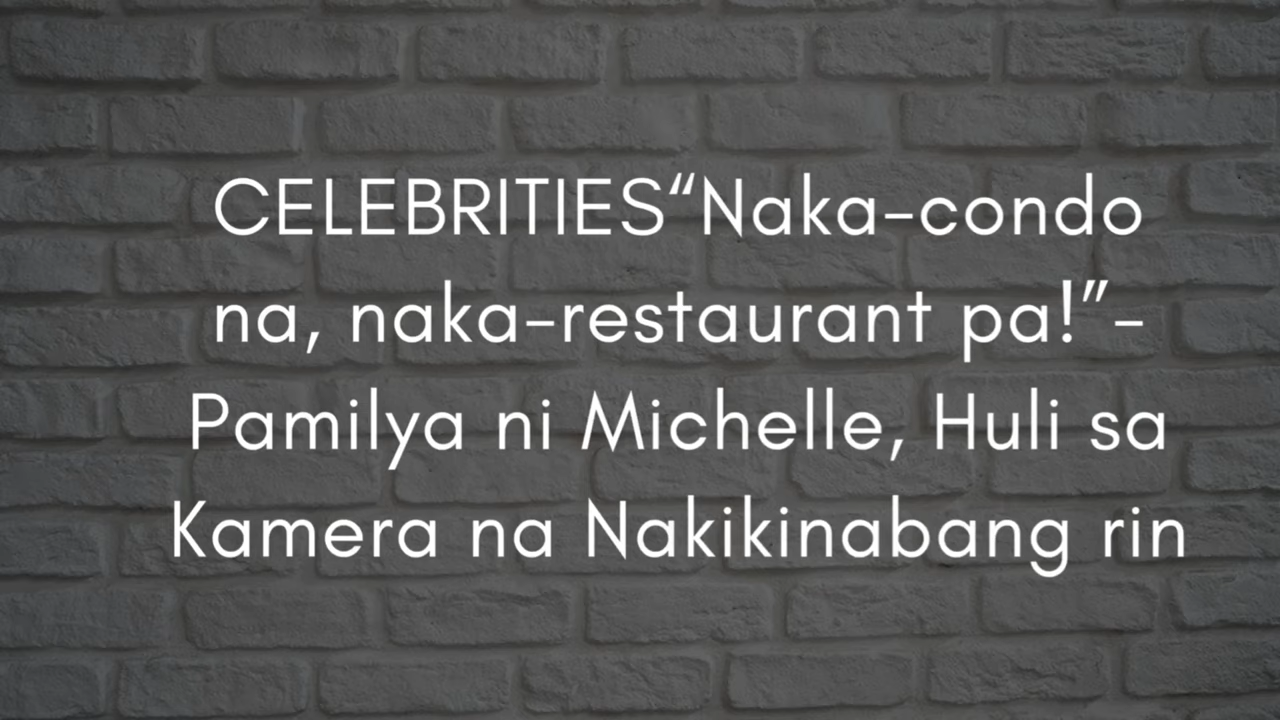 CELEBRITIES“Naka-condo
na, naka-restaurant pa!”-
Pamilya ni Michelle, Huli sa
Kamera na Nakikinabang rin